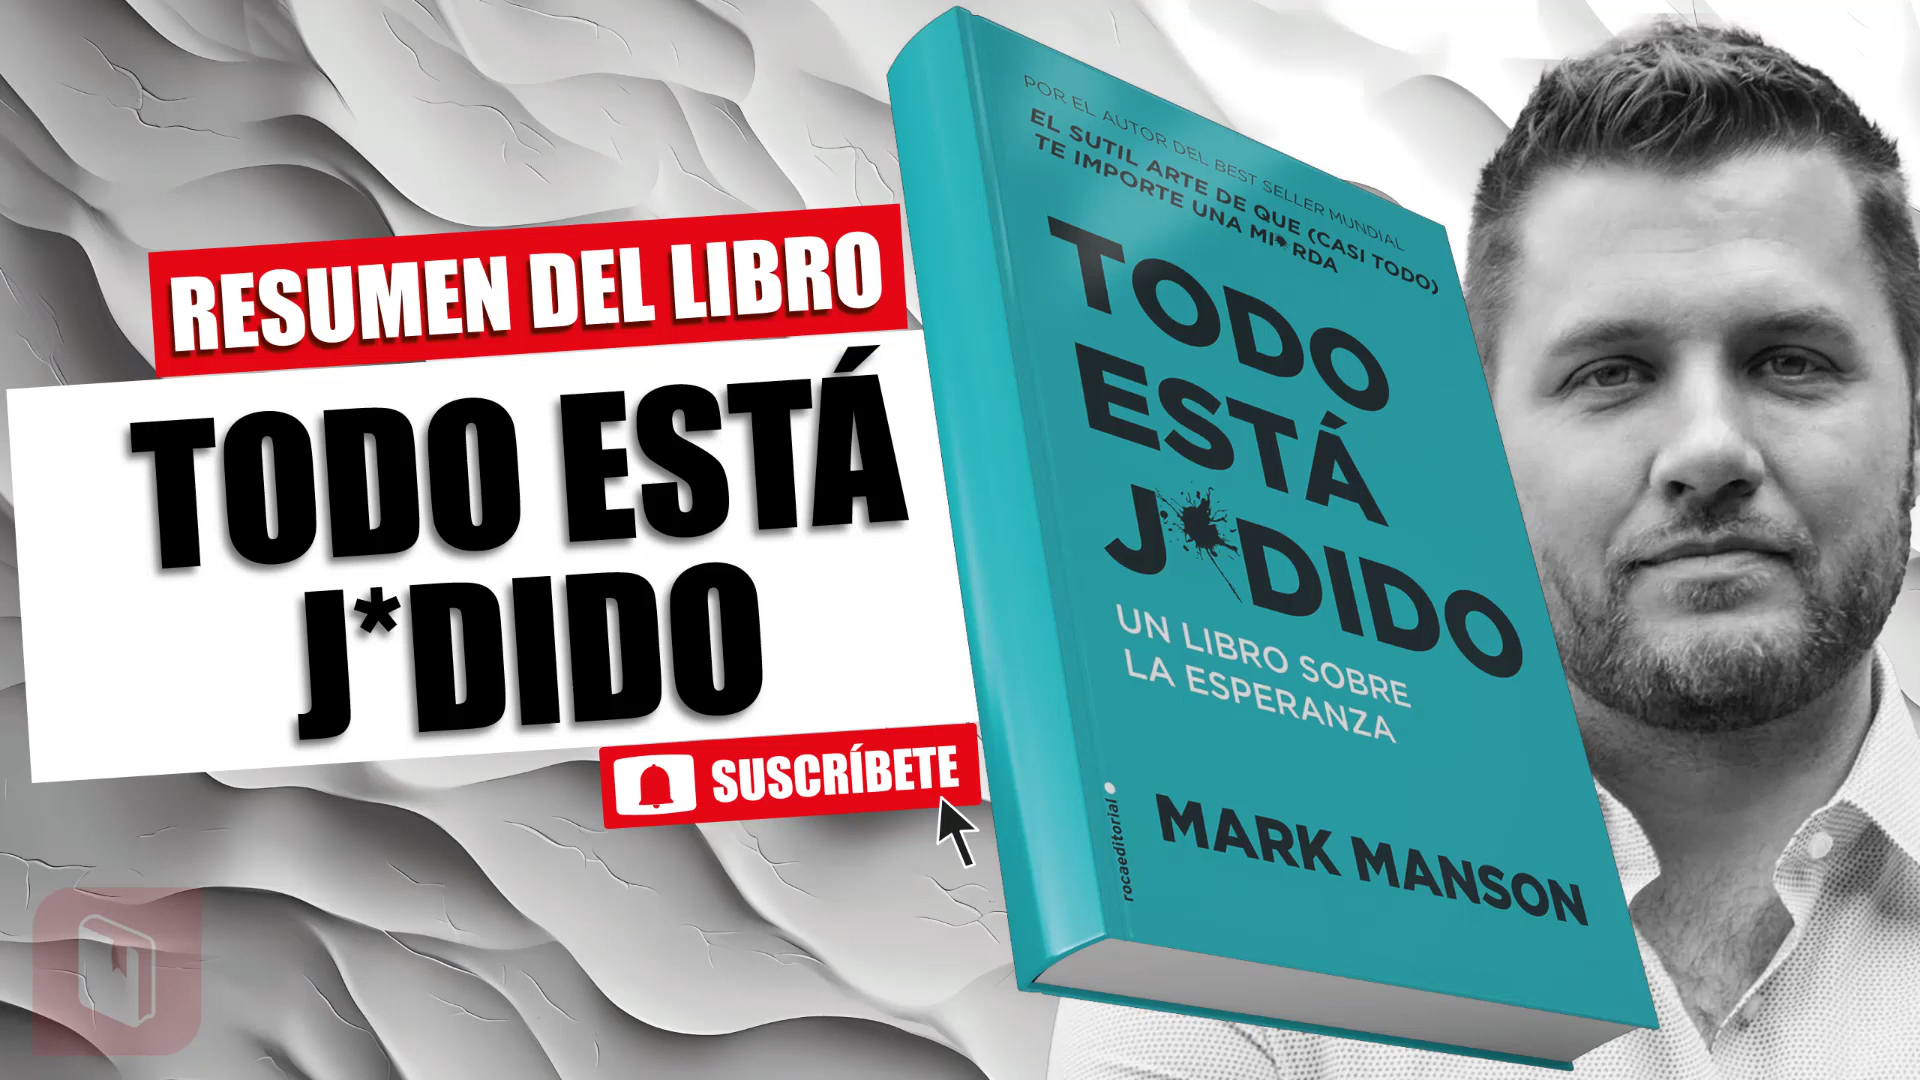 RESUMEN DEL LIBRO
TODO ESTÁ
J*DIDO
SUSCRÍBETE
POR EL AUTOR DEL BEST SELLER MUNDIAL
EL SUTIL ARTE DE QUE (CASI TODO)
TE IMPORTE UNA MI*RDA
TODO
ESTÁ
J*DIDO
UN LIBRO SOBRE
LA ESPERANZA
rocaeditorial
MARK MANSON